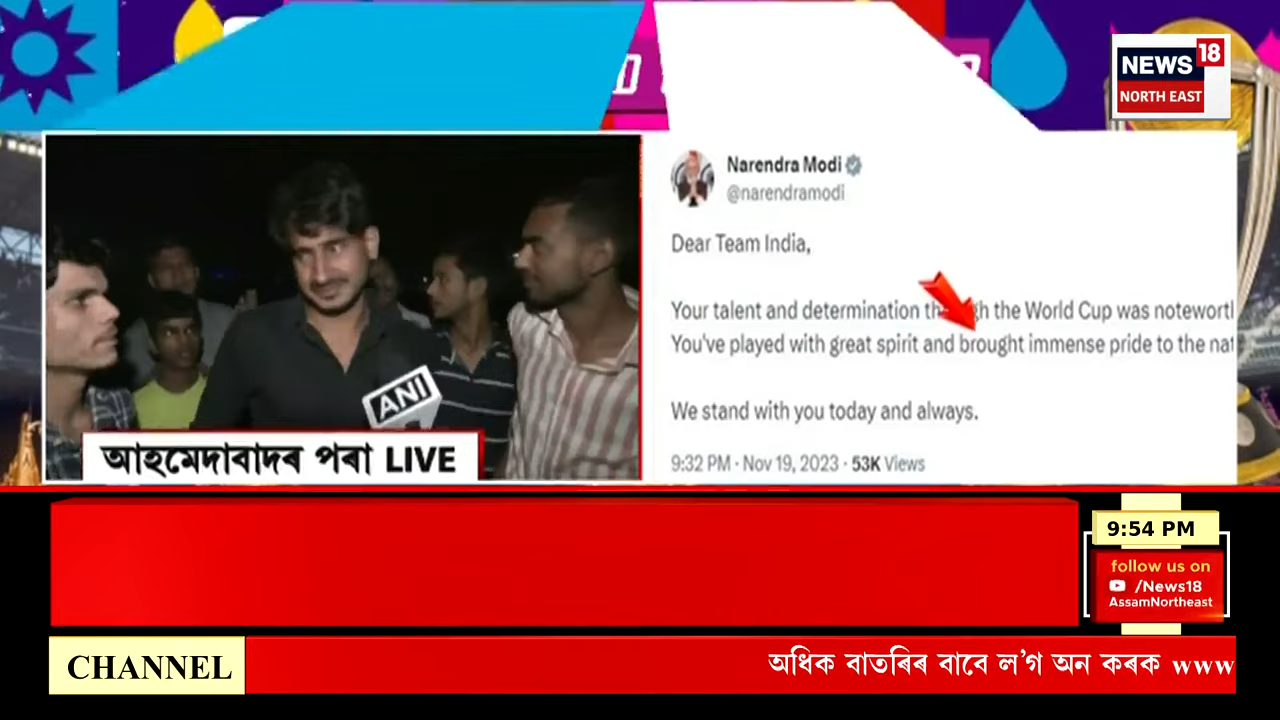 NEWS 18
NORTH EAST
Narendra Modi
@narendramodi
Dear Team India,
Your talent and determination the World Cup was
You've played with great spirit and brought immense pride to the
We stand with you today and always.
9:32 PM · Nov 19, 2023 · 53K Views
ANI
আহমেদাবাদৰ পৰা LIVE
9:54 PM
follow us on
/News18
AssamNortheast
CHANNEL
অধিক বাতৰিৰ বাবে ল'গ অন কৰক www